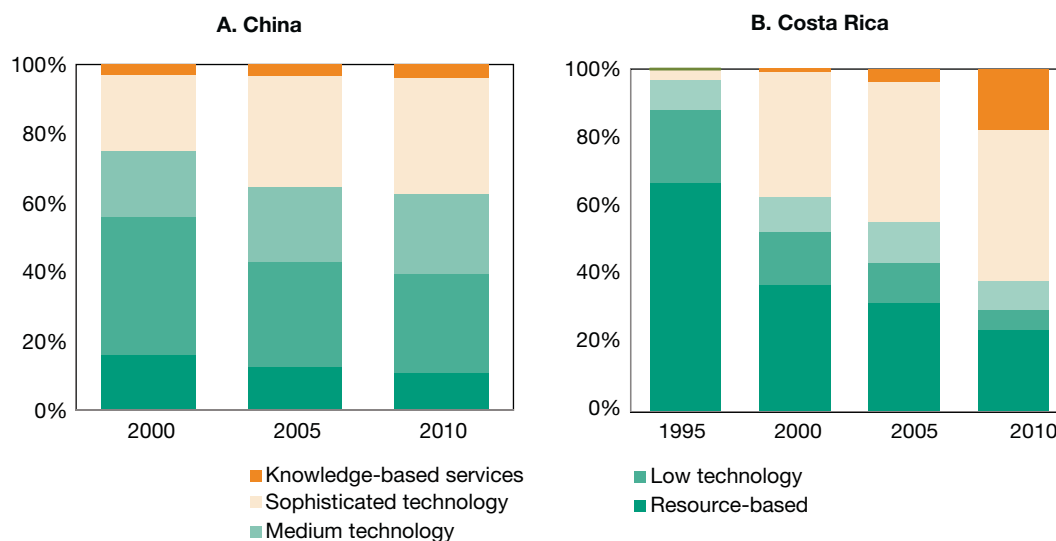 A. China
100%
80%
60%
40%
20%
0%
2000 2005 2010
B. Costa Rica
100%
80%
60%
40%
20%
0%
1995 2000 2005 2010
Knowledge-based services
Sophisticated technology
Medium technology
Low technology
Resource-based